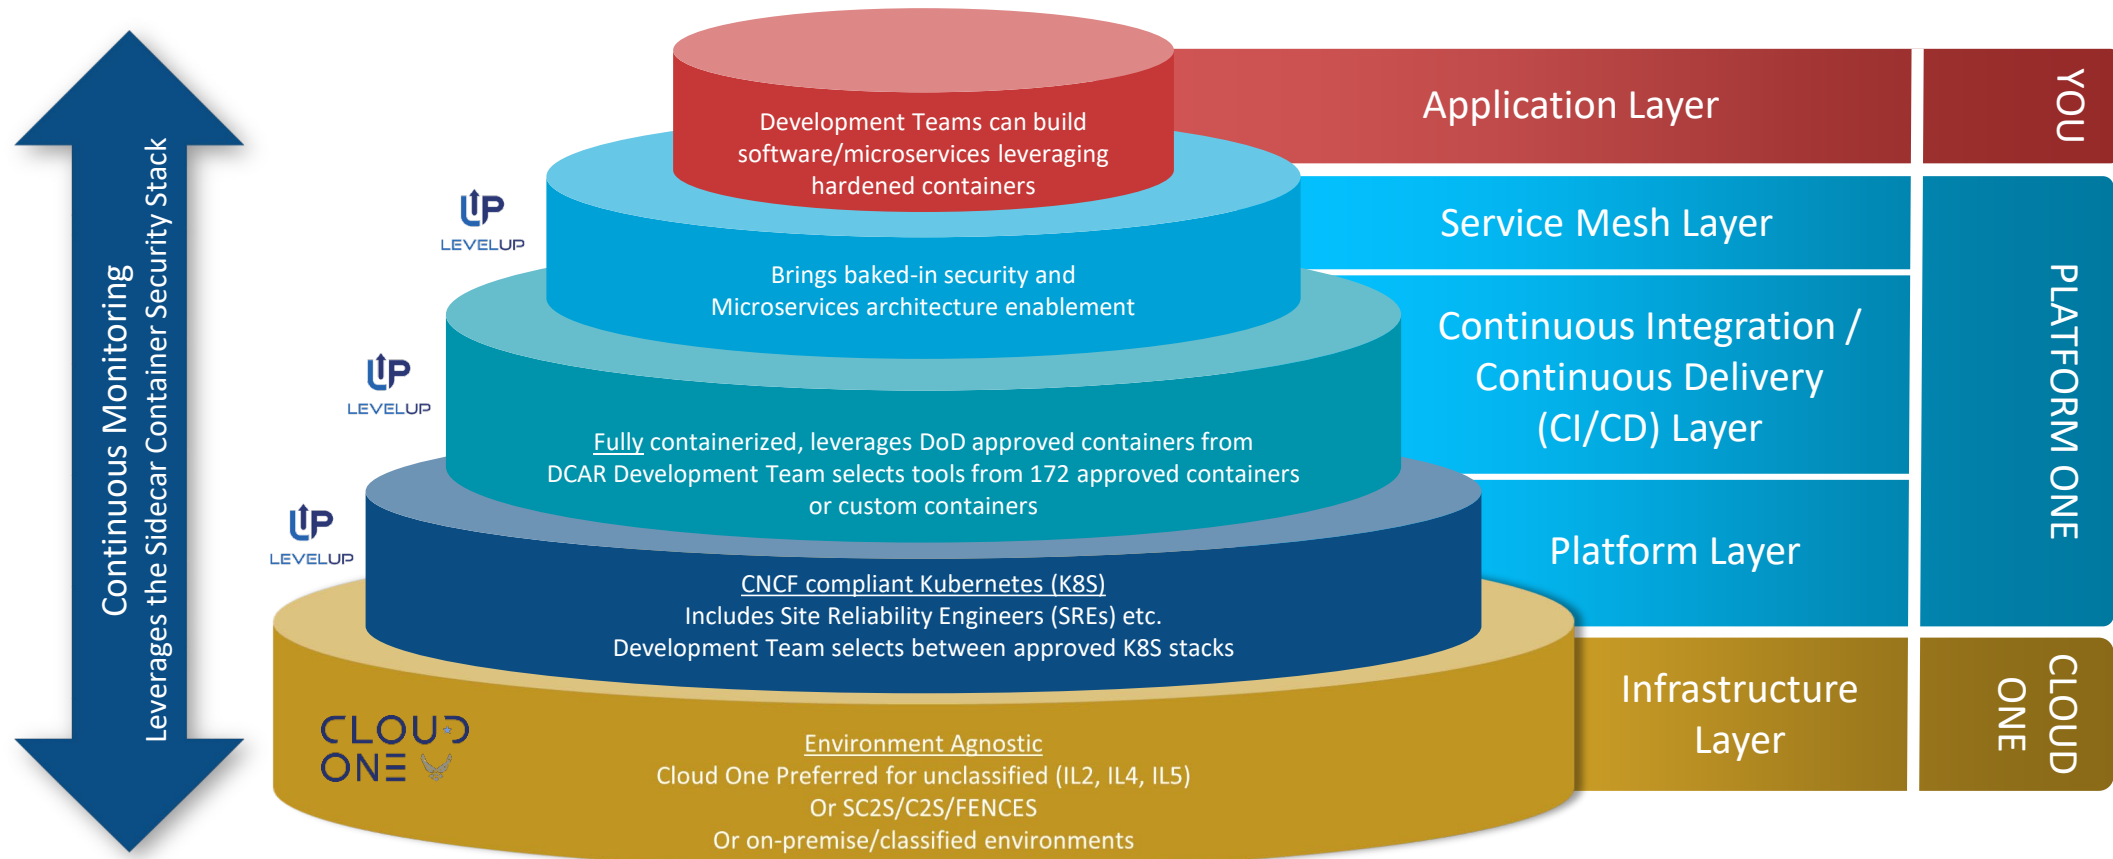 Continuous Monitoring
Leverages the Sidecar Container Security Stack
Development Teams can build
software/microservices leveraging
hardened containers
Application Layer
YOU
UP
LEVELUP
Brings baked-in security and
Microservices architecture enablement
Service Mesh Layer
PLATFORM ONE
UP
LEVELUP
Fully containerized, leverages DoD approved containers from
DCAR Development Team selects tools from 172 approved containers
or custom containers
Continuous Integration /
Continuous Delivery
(CI/CD) Layer
UP
LEVELUP
CNCF compliant Kubernetes (K8S)
Includes Site Reliability Engineers (SREs) etc.
Development Team selects between approved K8S stacks
Platform Layer
CLOUD
ONE
Environment Agnostic
Cloud One Preferred for unclassified (IL2, IL4, IL5)
Or SC2S/C2S/FENCES
Or on-premise/classified environments
Infrastructure
Layer
CLOUD
ONE